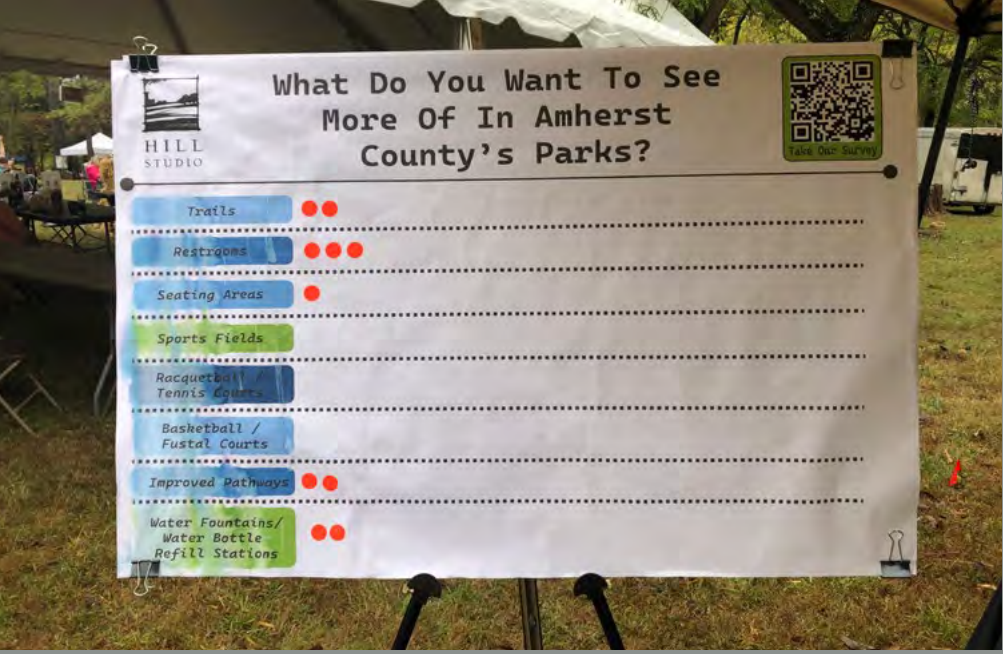 What Do You Want To See
More Of In Amherst
County's Parks?
HILL
STUDIO
Take Our Survey
Trails
Restrooms
Seating Areas
Sports Fields
Racquetball /
Tennis Courts
Basketball /
Fustal Courts
Improved Pathways
Water Fountains/
Water Bottle
Refill Stations